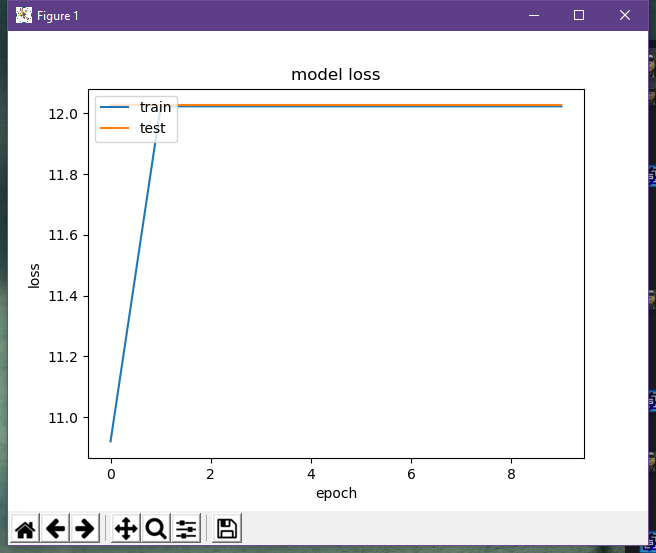 Figure 1
model loss
train
test
12.0
11.8
11.6
11.4
11.2
11.0
loss
0 2 4 6 8
epoch